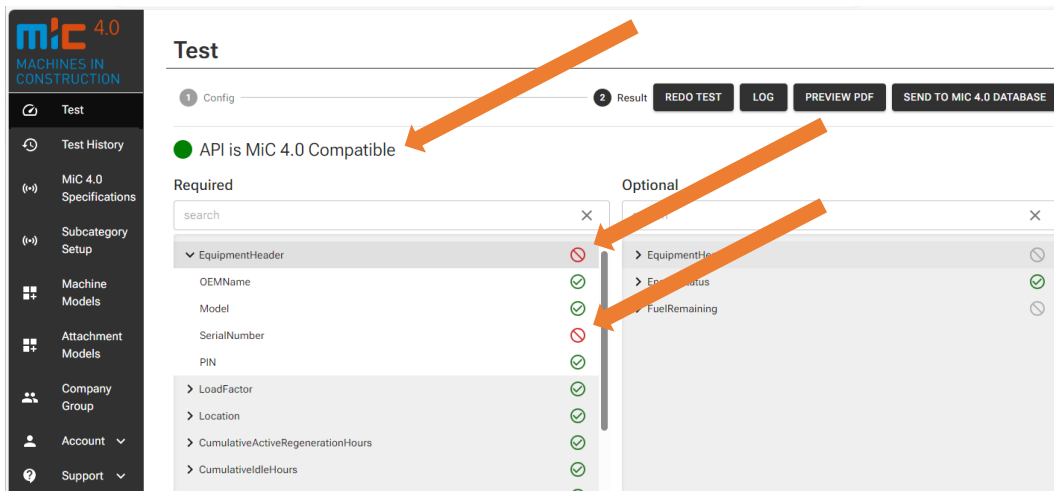 mic 4.0
MACHINES IN
CONSTRUCTION
Test
Test History
MiC 4.0
Specifications
Subcategory
Setup
Machine
Models
Attachment
Models
Company
Group
Account
Support
Test
1 Config
2 Result
REDO TEST
LOG
PREVIEW PDF
SEND TO MIC 4.0 DATABASE
API is MiC 4.0 Compatible
Required
search
EquipmentHeader
OEMName
Model
SerialNumber
PIN
LoadFactor
Location
CumulativeActiveRegenerationHours
CumulativeIdleHours
Optional
FuelRemaining